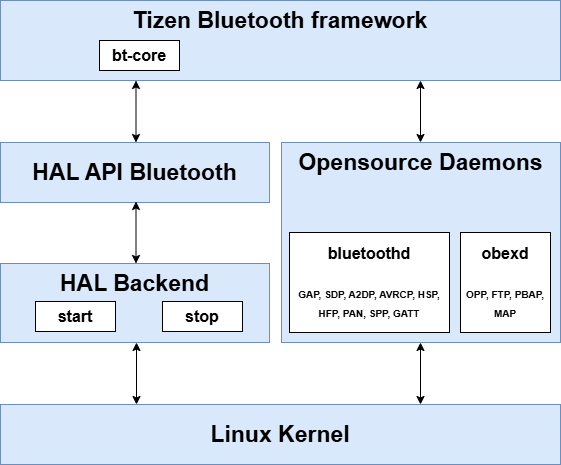 Tizen Bluetooth framework
bt-core
HAL API Bluetooth
Opensource Daemons
HAL Backend
start
stop
bluetoothd
GAP, SDP, A2DP, AVRCP, HSP,
HFP, PAN, SPP, GATT
obexd
OPP, FTP, PBAP,
MAP
Linux Kernel